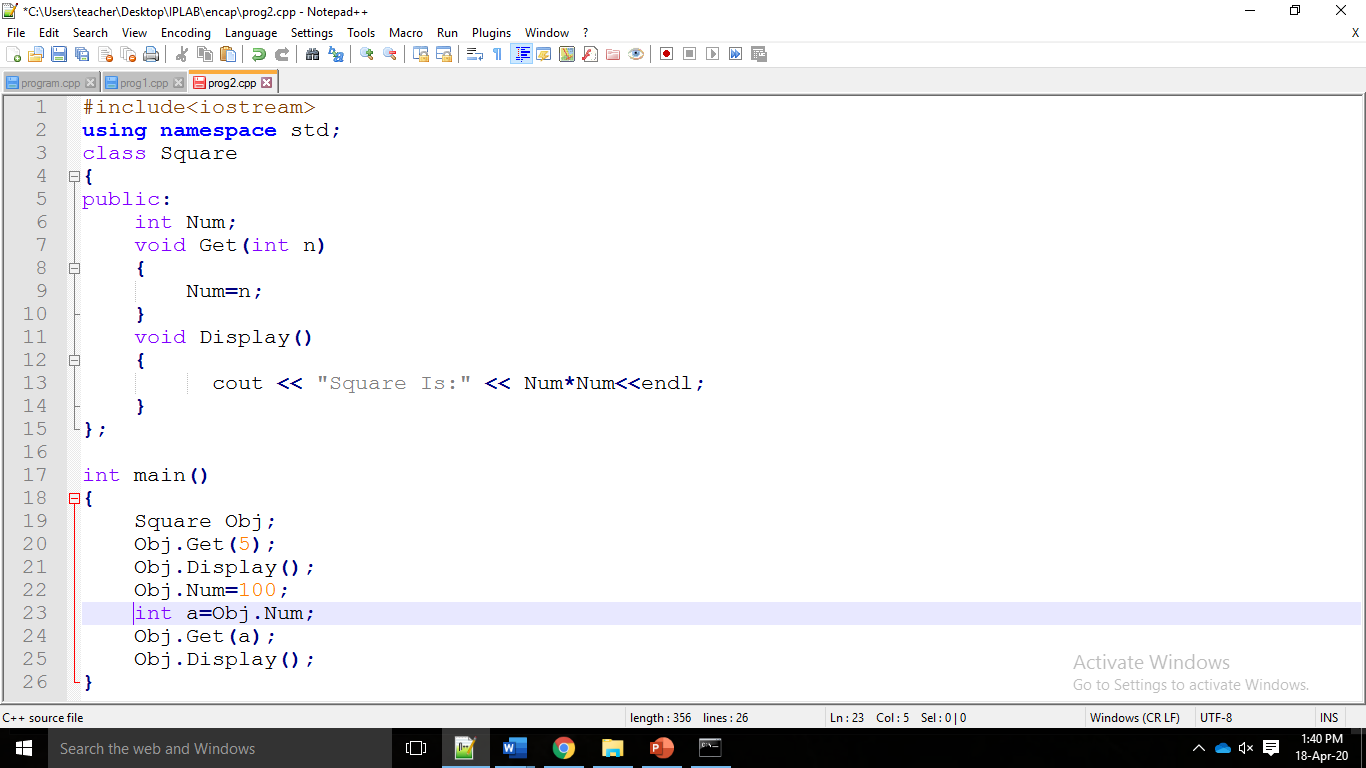 *C:\Users\teacher\Desktop\IPLAB\encap\prog2.cpp - Notepad++
File Edit Search View Encoding Language Settings Tools Macro Run Plugins Window ? X
program.cpp prog1.cpp prog2.cpp
1 #include<iostream>
2 using namespace std;
3 class Square
4 {
5 public:
6 int Num;
7 void Get(int n)
8 {
9 Num=n;
10 }
11 void Display()
12 {
13 cout << "Square Is:" << Num*Num<<endl;
14 }
15 };
16
17 int main()
18 {
19 Square Obj;
20 Obj.Get(5);
21 Obj.Display();
22 Obj.Num=100;
23 int a=Obj.Num;
24 Obj.Get(a);
25 Obj.Display();
26 }
Activate Windows
Go to Settings to activate Windows.
C++ source file length : 356 lines : 26 Ln : 23 Col : 5 Sel : 0 | 0 Windows (CR LF) UTF-8 INS
Search the web and Windows
1:40 PM
18-Apr-20